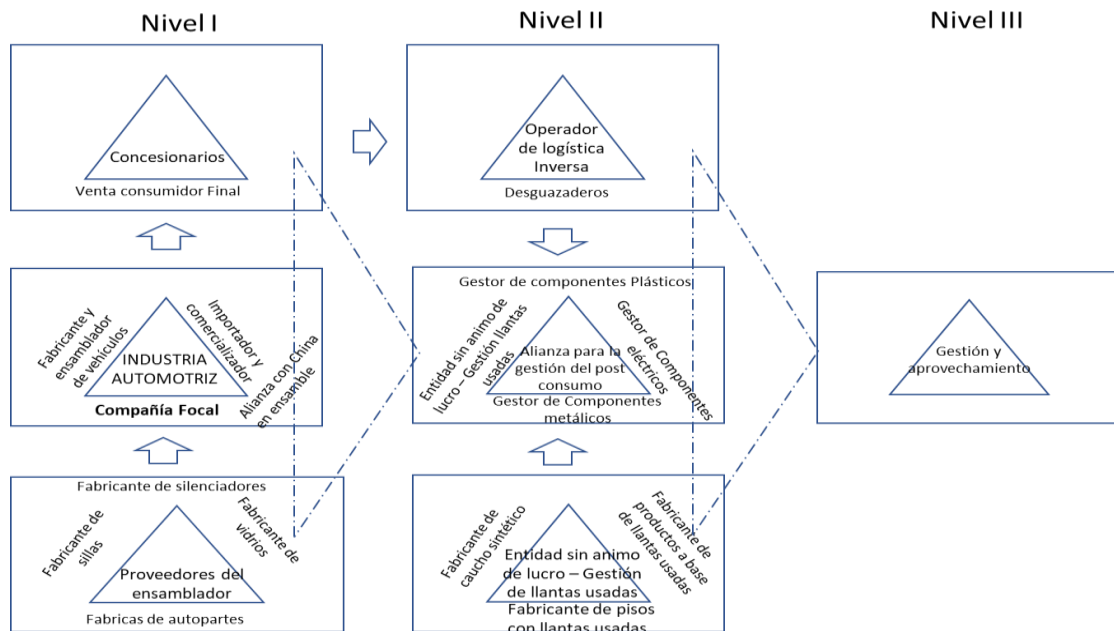 Nivel I
Nivel II
Nivel III
Concesionarios
Venta consumidor Final
Operador
de logística
Inversa
Desguazaderos
Fabricante y
ensamblador
de vehículos
Importador y
comercializador
Alianza con China
en ensamble
INDUSTRIA
AUTOMOTRIZ
Compañía Focal
Gestor de componentes Plásticos
Entidad sin animo de
lucro – Gestión llantas
usadas
Gestor de Componentes
eléctricos
Alianza para la
gestión del post
consumo
Gestor de Componentes
metálicos
Gestión y
aprovechamiento
Fabricante de silenciadores
Fabricante de
sillas
Fabricante de
vidrios
Proveedores del
ensamblador
Fabricas de autopartes
Fabricante de
caucho sintético
Fabricante de
productos a base
de llantas usadas
Entidad sin animo
de lucro – Gestión
de llantas usadas
Fabricante de pisos
con llantas usadas